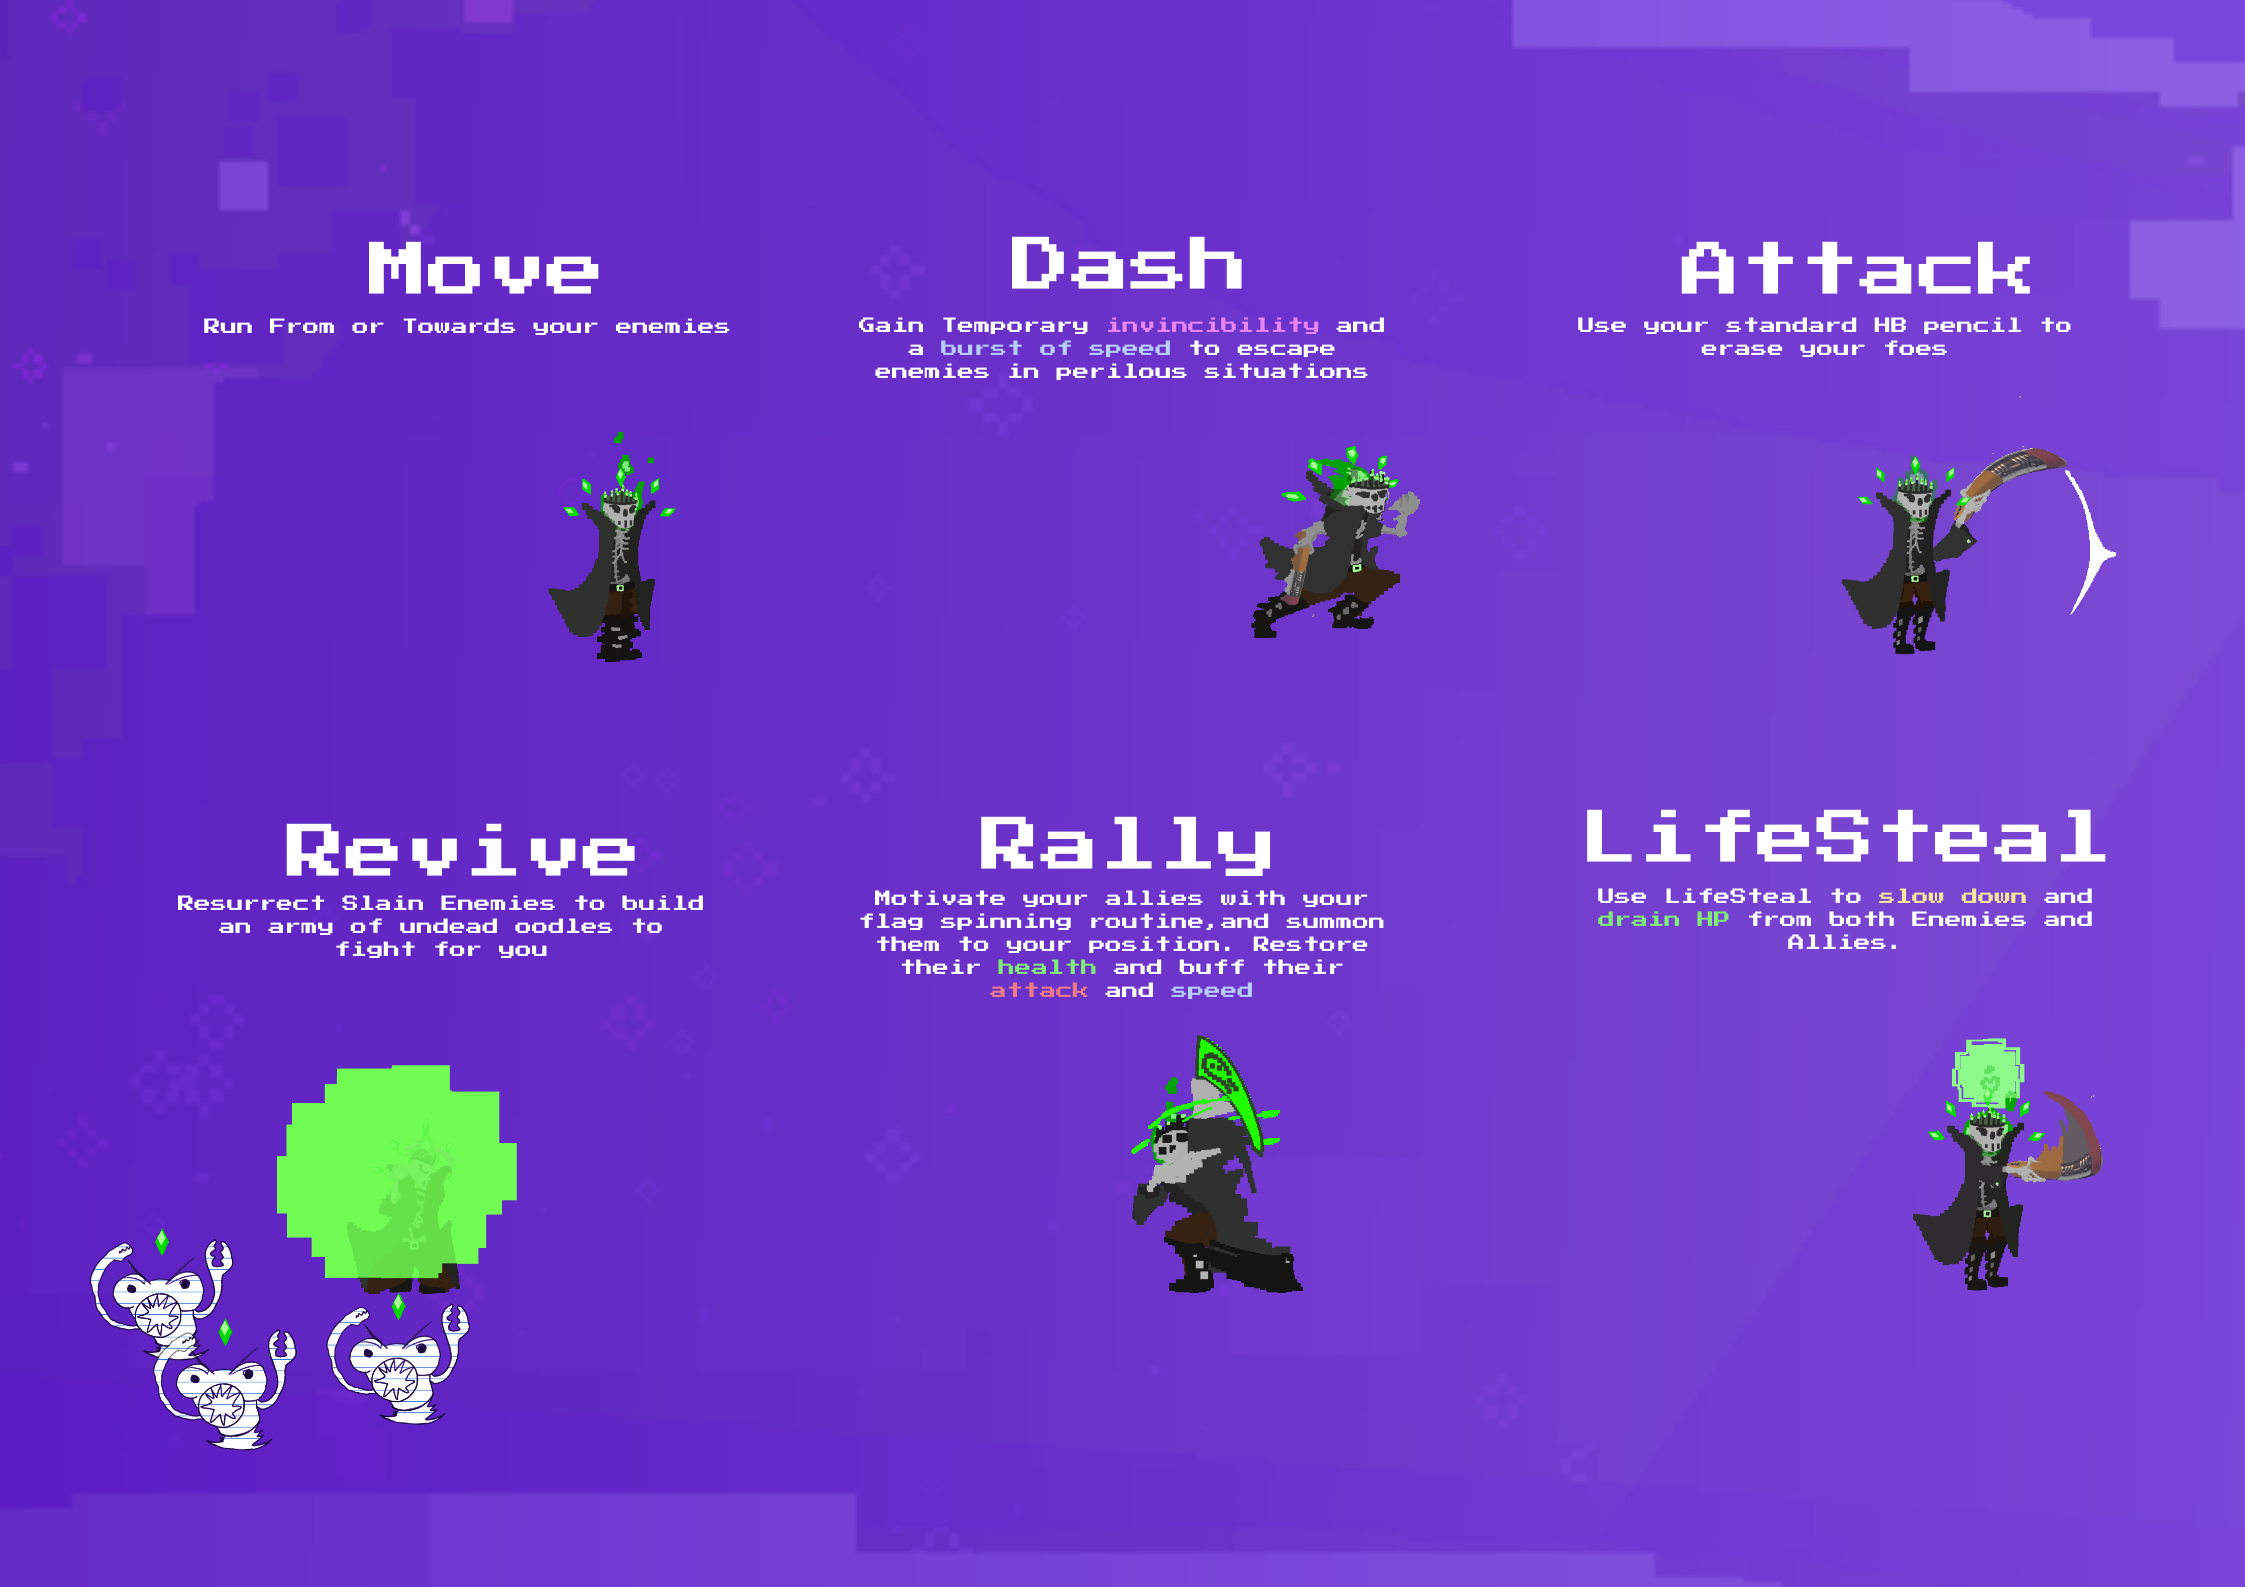 Move
Run From or Towards your enemies
Dash
Gain Temporary invincibility and
a burst of speed to escape
enemies in perilous situations
Attack
Use your standard HB pencil to
erase your foes
Revive
Resurrect Slain Enemies to build
an army of undead oodles to
fight for you
Rally
Motivate your allies with your
flag spinning routine,and summon
them to your position. Restore
their health and buff their
attack and speed
LifeSteal
Use LifeSteal to slow down and
drain HP from both Enemies and
Allies.